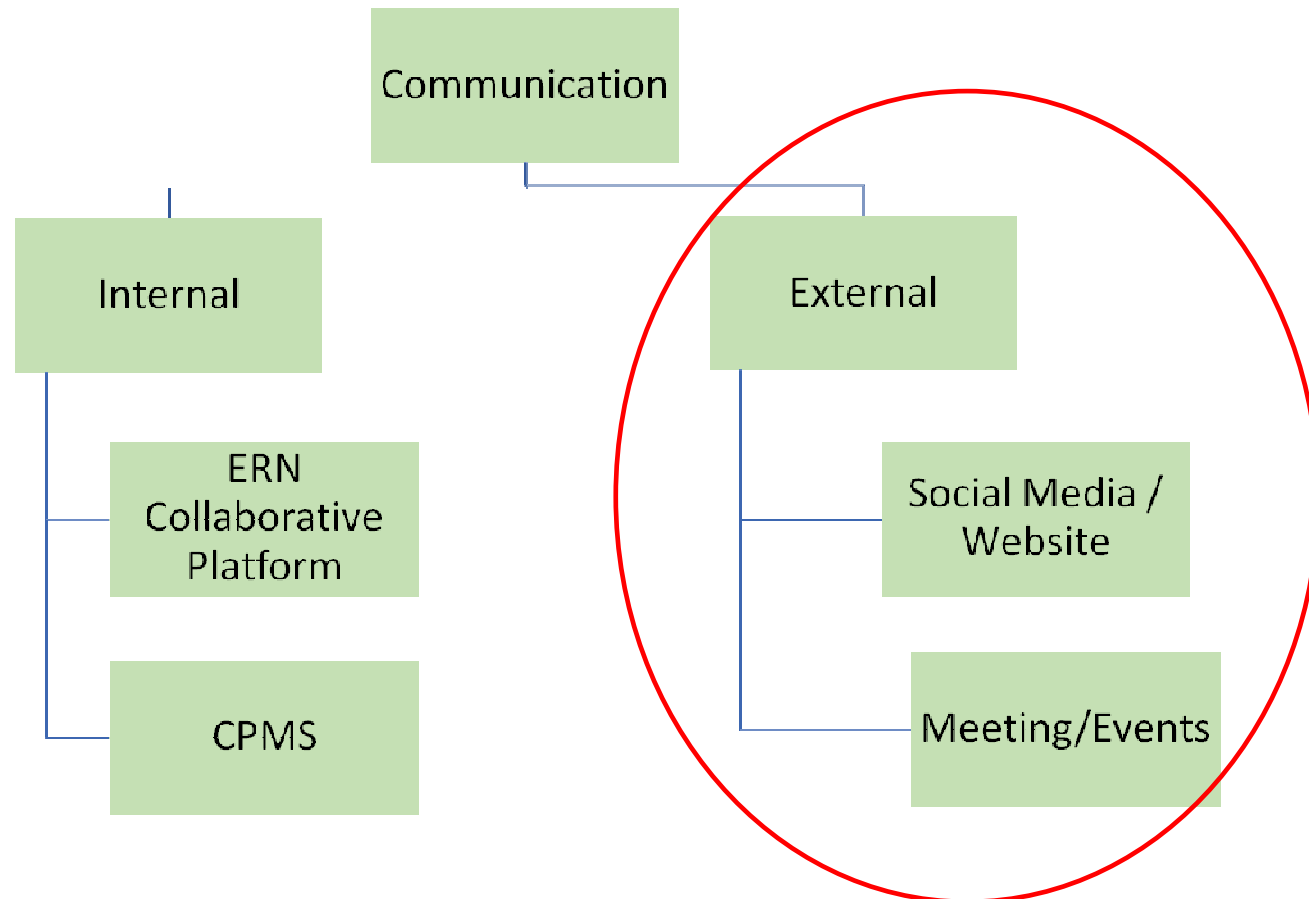 Communication
Internal
External
ERN
Collaborative
Platform
Social Media /
Website
CPMS
Meeting/Events